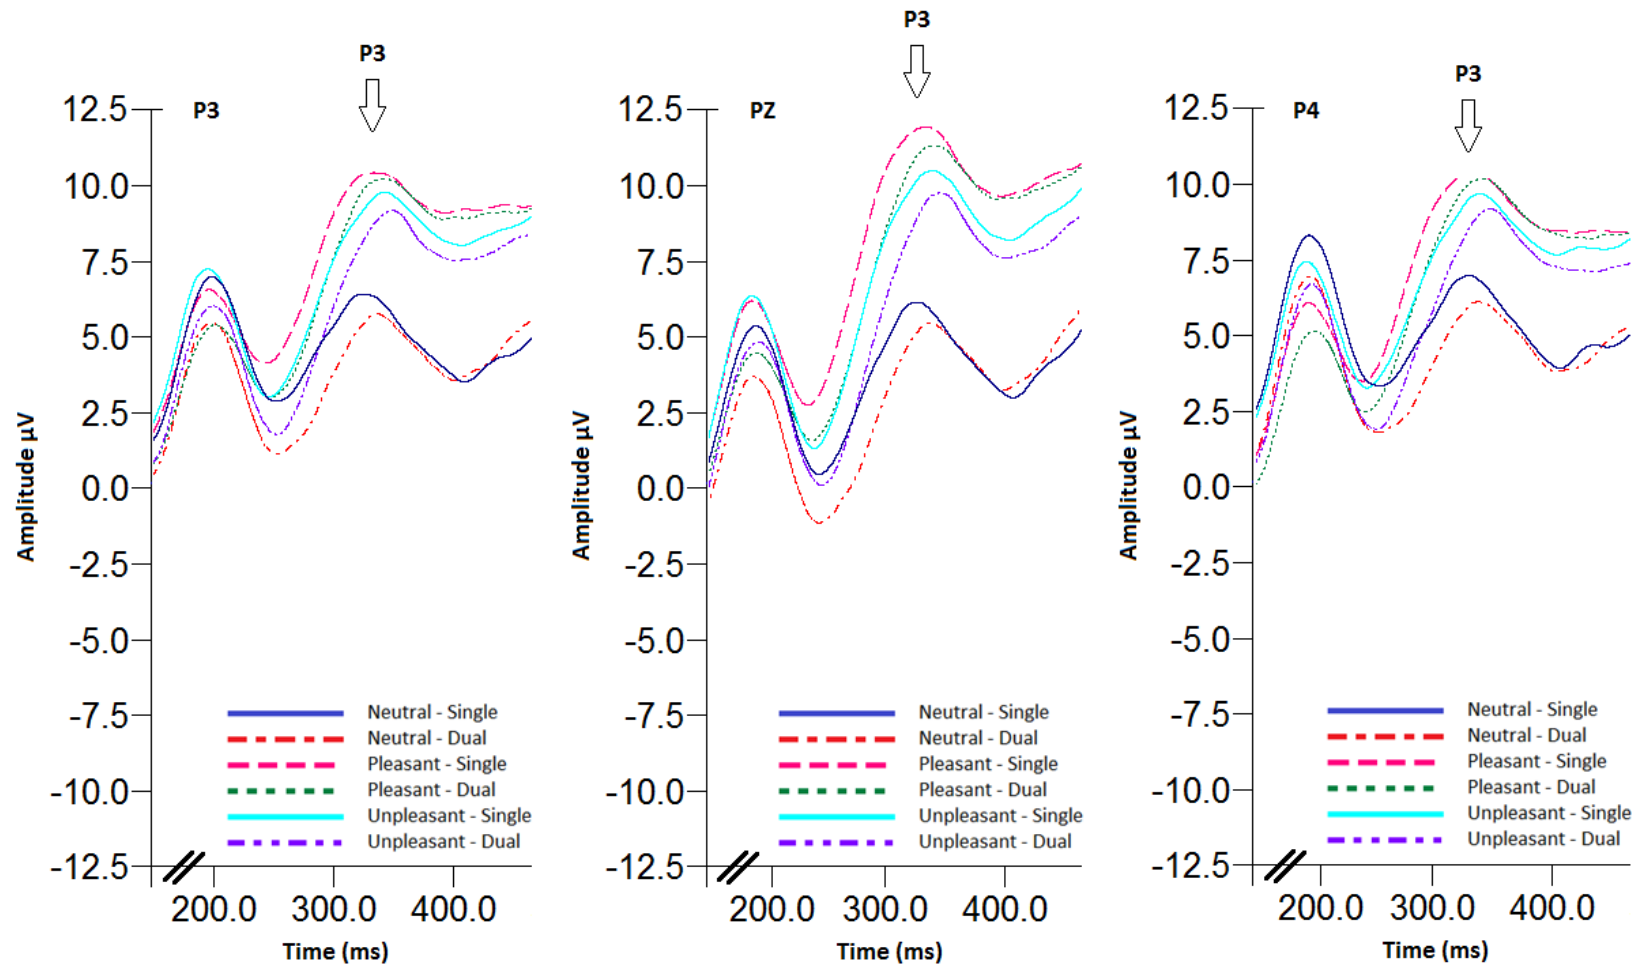 P3
12.5
P3
10.0
7.5
5.0
2.5
0.0
-2.5
-5.0
-7.5
-10.0
-12.5
Amplitude µV
Neutral - Single
Neutral - Dual
Pleasant - Single
Pleasant - Dual
Unpleasant - Single
Unpleasant - Dual
200.0 300.0 400.0
Time (ms)
P3
12.5
PZ
10.0
7.5
5.0
2.5
0.0
-2.5
-5.0
-7.5
-10.0
-12.5
Amplitude µV
Neutral - Single
Neutral - Dual
Pleasant - Single
Pleasant - Dual
Unpleasant - Single
Unpleasant - Dual
200.0 300.0 400.0
Time (ms)
P3
12.5
P4
10.0
7.5
5.0
2.5
0.0
-2.5
-5.0
-7.5
-10.0
-12.5
Amplitude µV
Neutral - Single
Neutral - Dual
Pleasant - Single
Pleasant - Dual
Unpleasant - Single
Unpleasant - Dual
200.0 300.0 400.0
Time (ms)